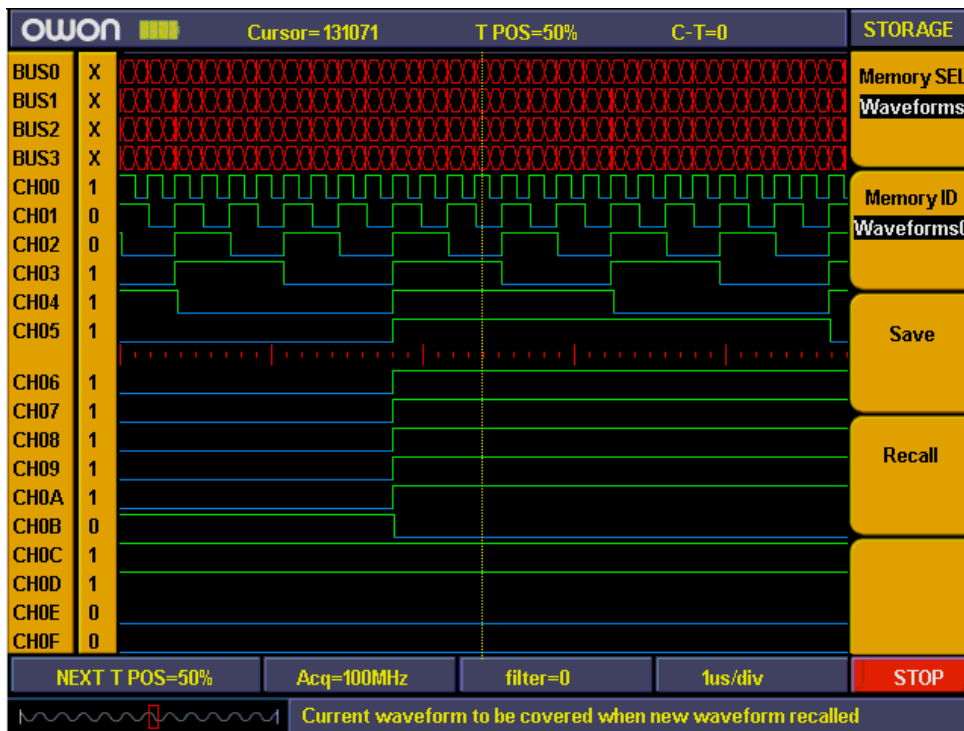 OWON Cursor=131071 T POS=50% C-T=0 STORAGE
BUS0 X
BUS1 X
BUS2 X
BUS3 X
CH00 1
CH01 0
CH02 0
CH03 1
CH04 1
CH05 1
CH06 1
CH07 1
CH08 1
CH09 1
CH0A 1
CH0B 0
CH0C 1
CH0D 1
CH0E 0
CH0F 0
Memory SEL
Waveforms
Memory ID
Waveforms0
Save
Recall
NEXT T POS=50% Acq=100MHz filter=0 1us/div STOP
Current waveform to be covered when new waveform recalled